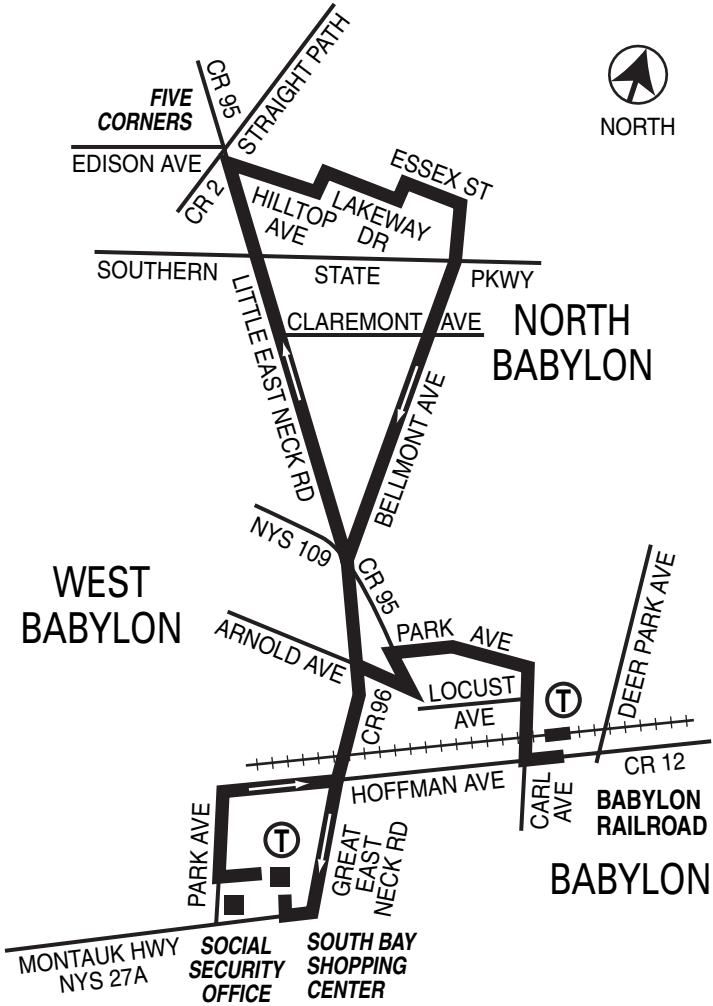 CR 95
STRAIGHT PATH
FIVE
CORNERS
NORTH
EDISON AVE
CR 2
ESSEX ST
HILLTOP
AVE
LAKEWAY
DR
SOUTHERN STATE PKWY
LITTLE EAST NECK RD
CLAREMONT AVE
NORTH
BABYLON
BELLMONT AVE
NYS 109
CR 95
WEST
BABYLON
ARNOLD AVE
PARK AVE
DEER PARK AVE
LOCUST
AVE
T
CR96
HOFFMAN AVE
CR 12
CARL
AVE
BABYLON
RAILROAD
PARK AVE
T
GREAT
EAST
NECK RD
BABYLON
MONTAUK HWY
NYS 27A
SOCIAL
SECURITY
OFFICE
SOUTH BAY
SHOPPING
CENTER